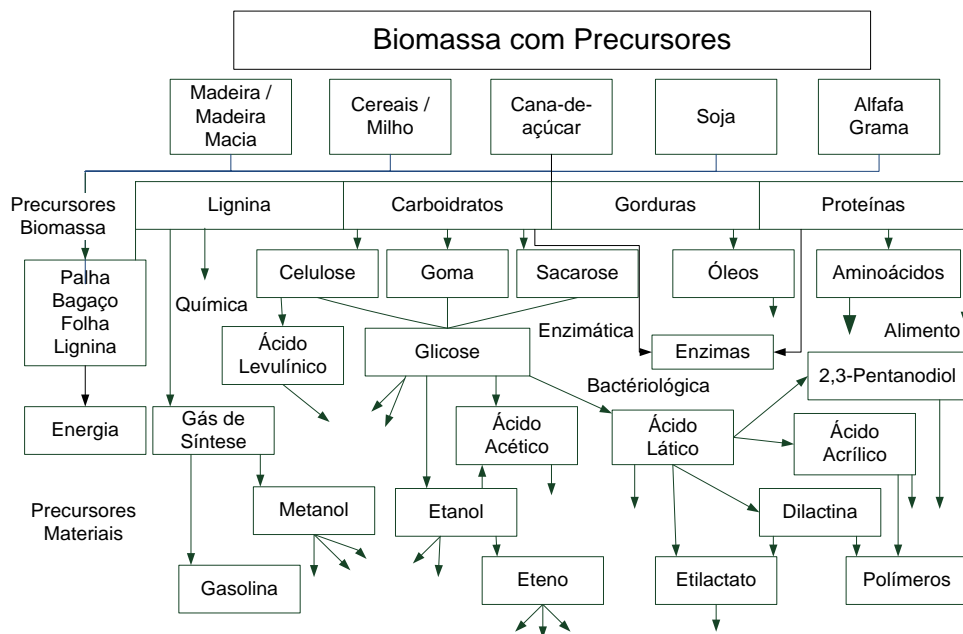 Biomassa com Precursores
Madeira /
Madeira
Macia
Cereais /
Milho
Cana-de-
açúcar
Soja
Alfafa
Grama
Precursores
Biomassa
Lignina
Carboidratos
Gorduras
Proteínas
Palha
Bagaço
Folha
Lignina
Química
Celulose
Goma
Sacarose
Óleos
Aminoácidos
Ácido
Levulínico
Glicose
Enzimática
Enzimas
Alimento
Bactériológica
2,3-Pentanodiol
Energia
Gás de
Síntese
Ácido
Acético
Ácido
Lático
Ácido
Acrílico
Precursores
Materiais
Metanol
Etanol
Dilactina
Gasolina
Eteno
Etilactato
Polímeros